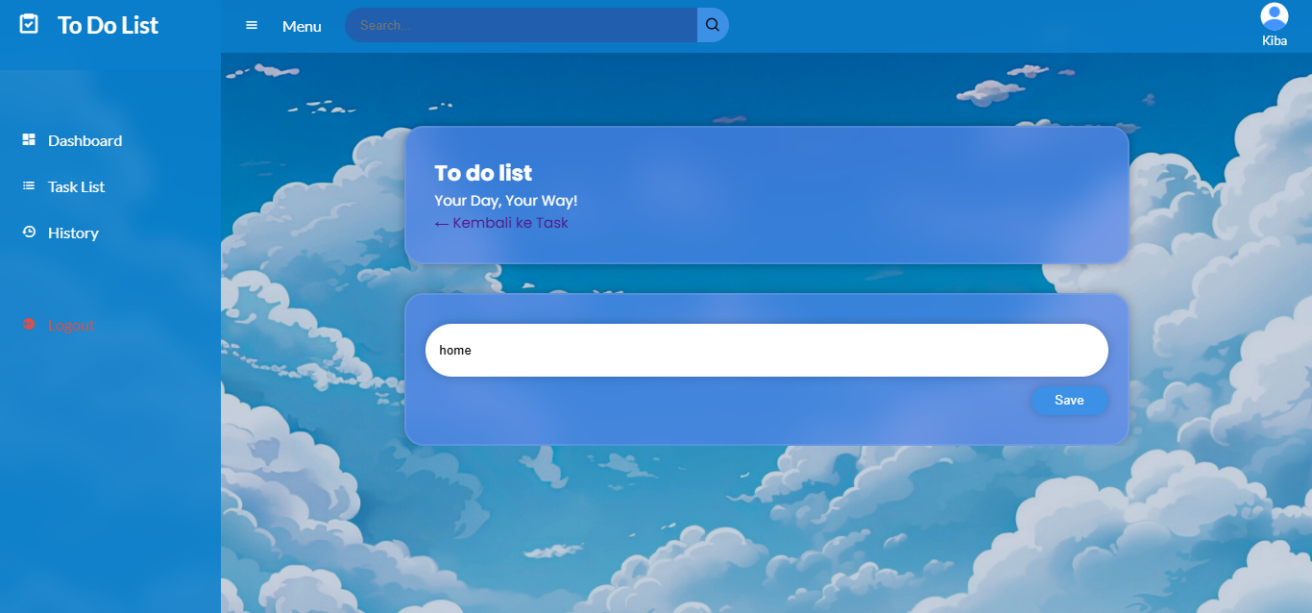 To Do List
Menu
Search...
Kiba
Dashboard
Task List
History
Logout
To do list
Your Day, Your Way!
← Kembali ke Task
home
Save